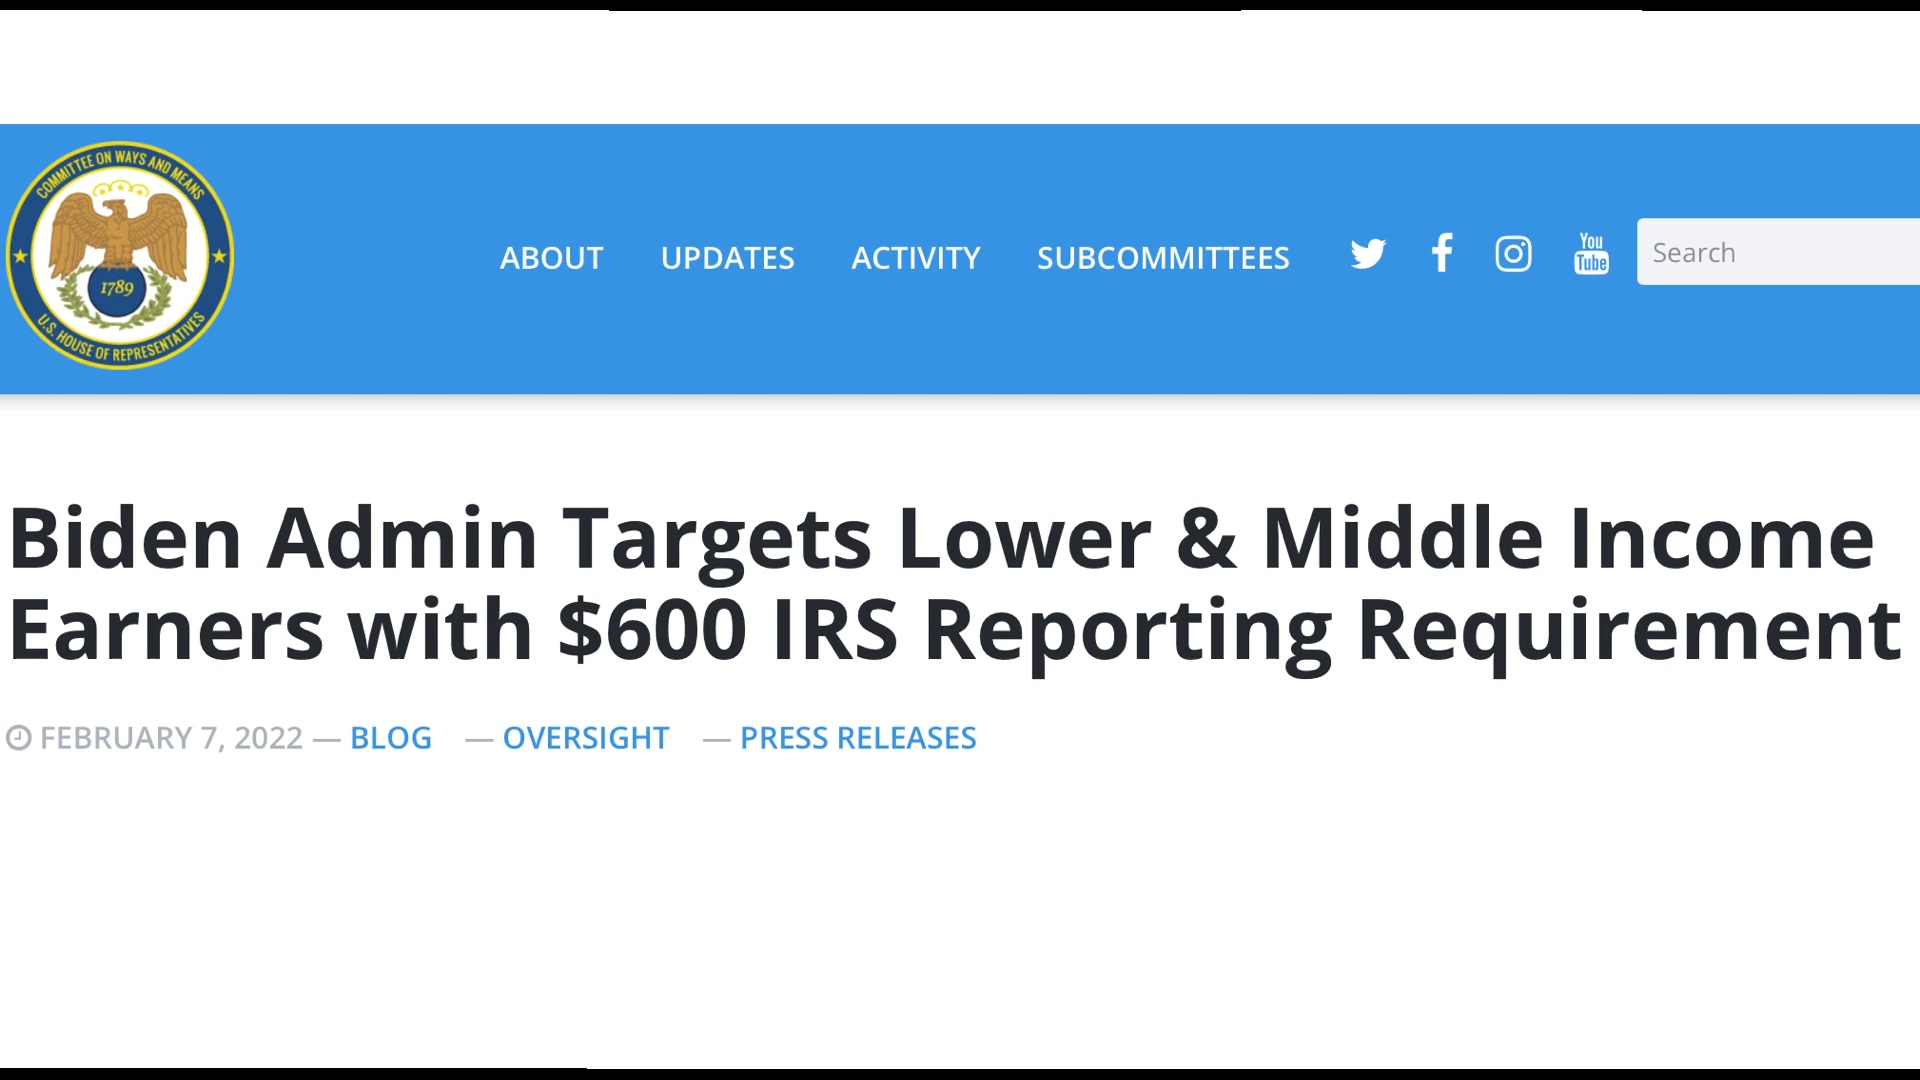 COMMITTEE ON WAYS AND MEANS
1789
U.S. HOUSE OF REPRESENTATIVES
ABOUT UPDATES ACTIVITY SUBCOMMITTEES You Tube Search
Biden Admin Targets Lower & Middle Income
Earners with $600 IRS Reporting Requirement
FEBRUARY 7, 2022 — BLOG — OVERSIGHT — PRESS RELEASES